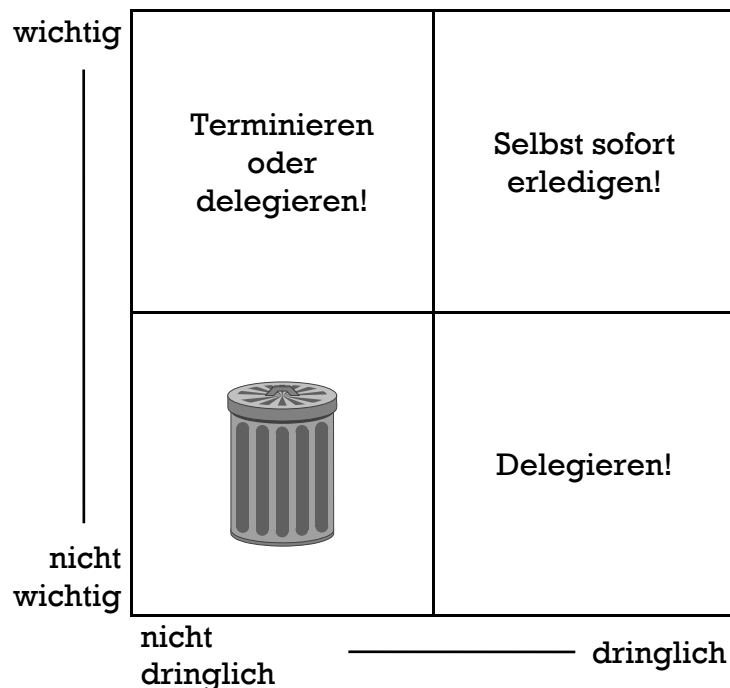 wichtig
Terminieren
oder
delegieren!
Selbst sofort
erledigen!
Delegieren!
nicht
wichtig
nicht
dringlich
dringlich